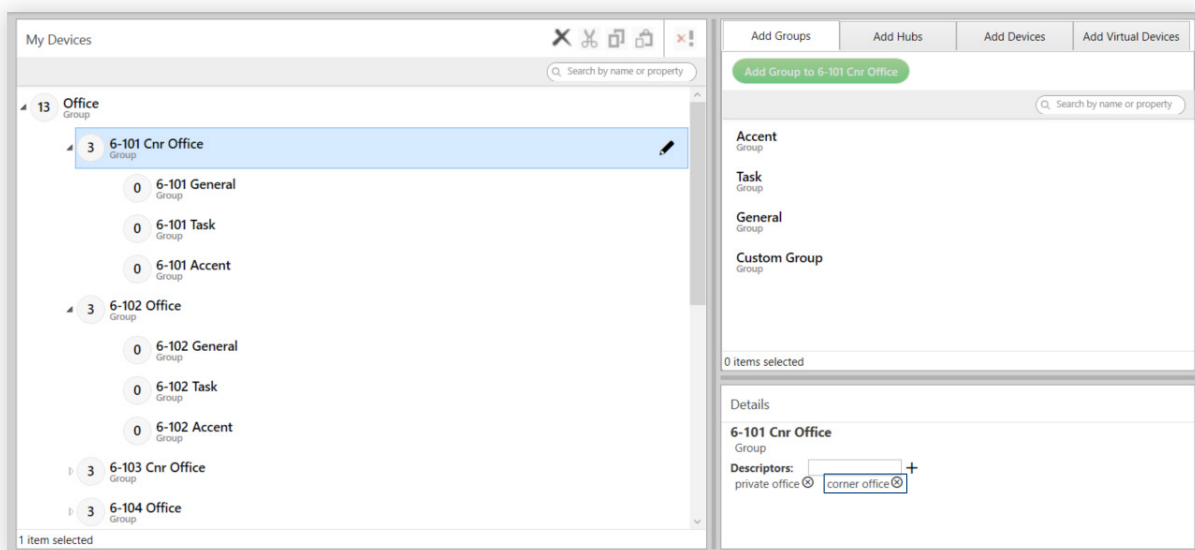 My Devices
Search by name or property
13 Office
Group
3 6-101 Cnr Office
Group
0 6-101 General
Group
0 6-101 Task
Group
0 6-101 Accent
Group
3 6-102 Office
Group
0 6-102 General
Group
0 6-102 Task
Group
0 6-102 Accent
Group
3 6-103 Cnr Office
Group
3 6-104 Office
Group
1 item selected
Add Groups Add Hubs Add Devices Add Virtual Devices
Add Group to 6-101 Cnr Office
Search by name or property
Accent
Group
Task
Group
General
Group
Custom Group
Group
0 items selected
Details
6-101 Cnr Office
Group
Descriptors:
private office corner office